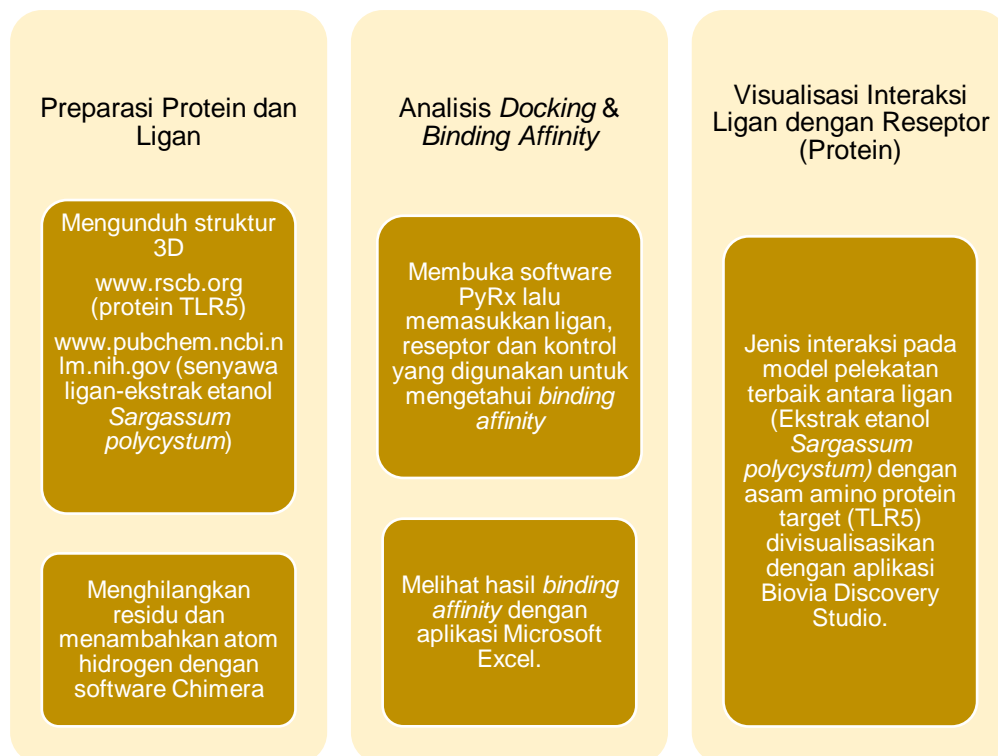 Preparasi Protein dan
Ligan
Mengunduh struktur
3D
www.rscb.org
(protein TLR5)
www.pubchem.ncbi.n
lm.nih.gov (senyawa
ligan-ekstrak etanol
Sargassum
polycystum)
Menghilangkan
residu dan
menambahkan atom
hidrogen dengan
software Chimera
Analisis Docking &
Binding Affinity
Membuka software
PyRx lalu
memasukkan ligan,
reseptor dan kontrol
yang digunakan untuk
mengetahui binding
affinity
Melihat hasil binding
affinity dengan
aplikasi Microsoft
Excel.
Visualisasi Interaksi
Ligan dengan Reseptor
(Protein)
Jenis interaksi pada
model pelekatan
terbaik antara ligan
(Ekstrak etanol
Sargassum
polycystum) dengan
asam amino protein
target (TLR5)
divisualisasikan
dengan aplikasi
Biovia Discovery
Studio.